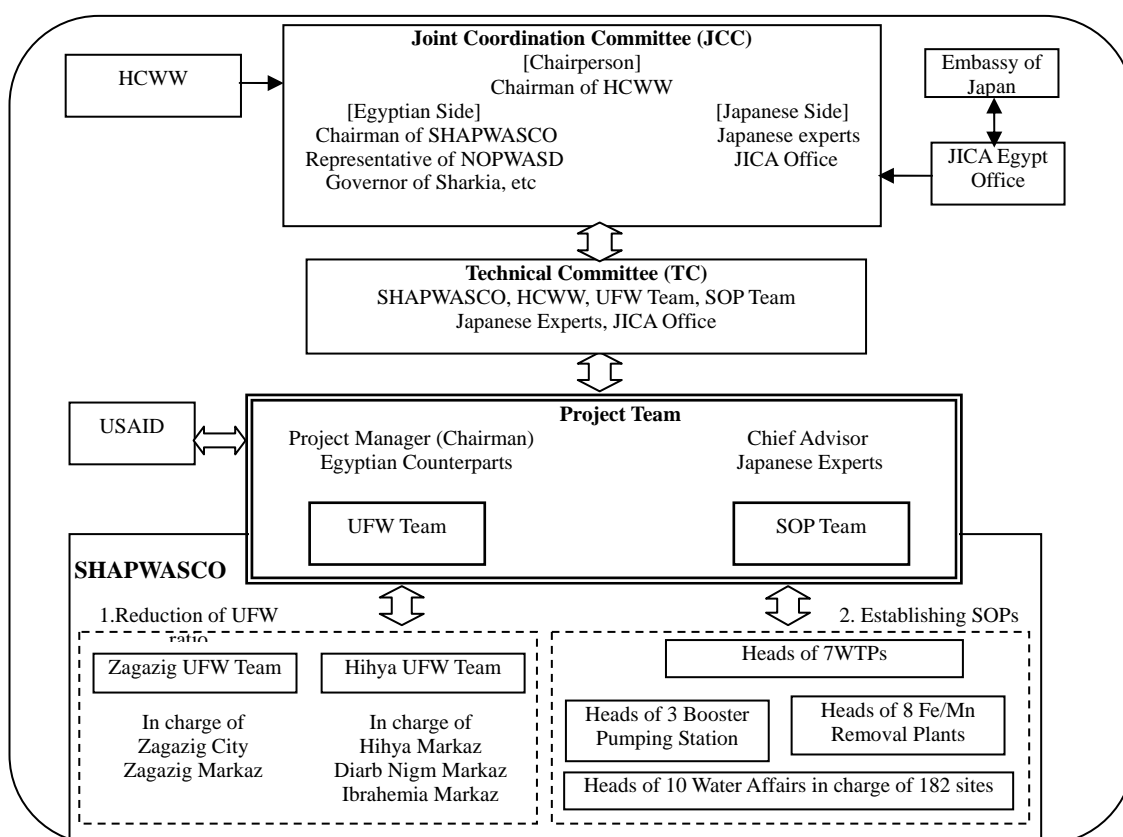 Joint Coordination Committee (JCC)
[Chairperson]
Chairman of HCWW
[Egyptian Side]
Chairman of SHAPWASCO
Representative of NOPWASD
Governor of Sharkia, etc
[Japanese Side]
Japanese experts
JICA Office
HCWW
Embassy of
Japan
JICA Egypt
Office
Technical Committee (TC)
SHAPWASCO, HCWW, UFW Team, SOP Team
Japanese Experts, JICA Office
USAID
Project Team
Project Manager (Chairman)
Egyptian Counterparts
Chief Advisor
Japanese Experts
UFW Team
SOP Team
SHAPWASCO
1.Reduction of UFW
ratio
2. Establishing SOPs
Zagazig UFW Team
In charge of
Zagazig City
Zagazig Markaz
Hihya UFW Team
In charge of
Hihya Markaz
Diarb Nigm Markaz
Ibrahemia Markaz
Heads of 7WTPs
Heads of 3 Booster
Pumping Station
Heads of 8 Fe/Mn
Removal Plants
Heads of 10 Water Affairs in charge of 182 sites